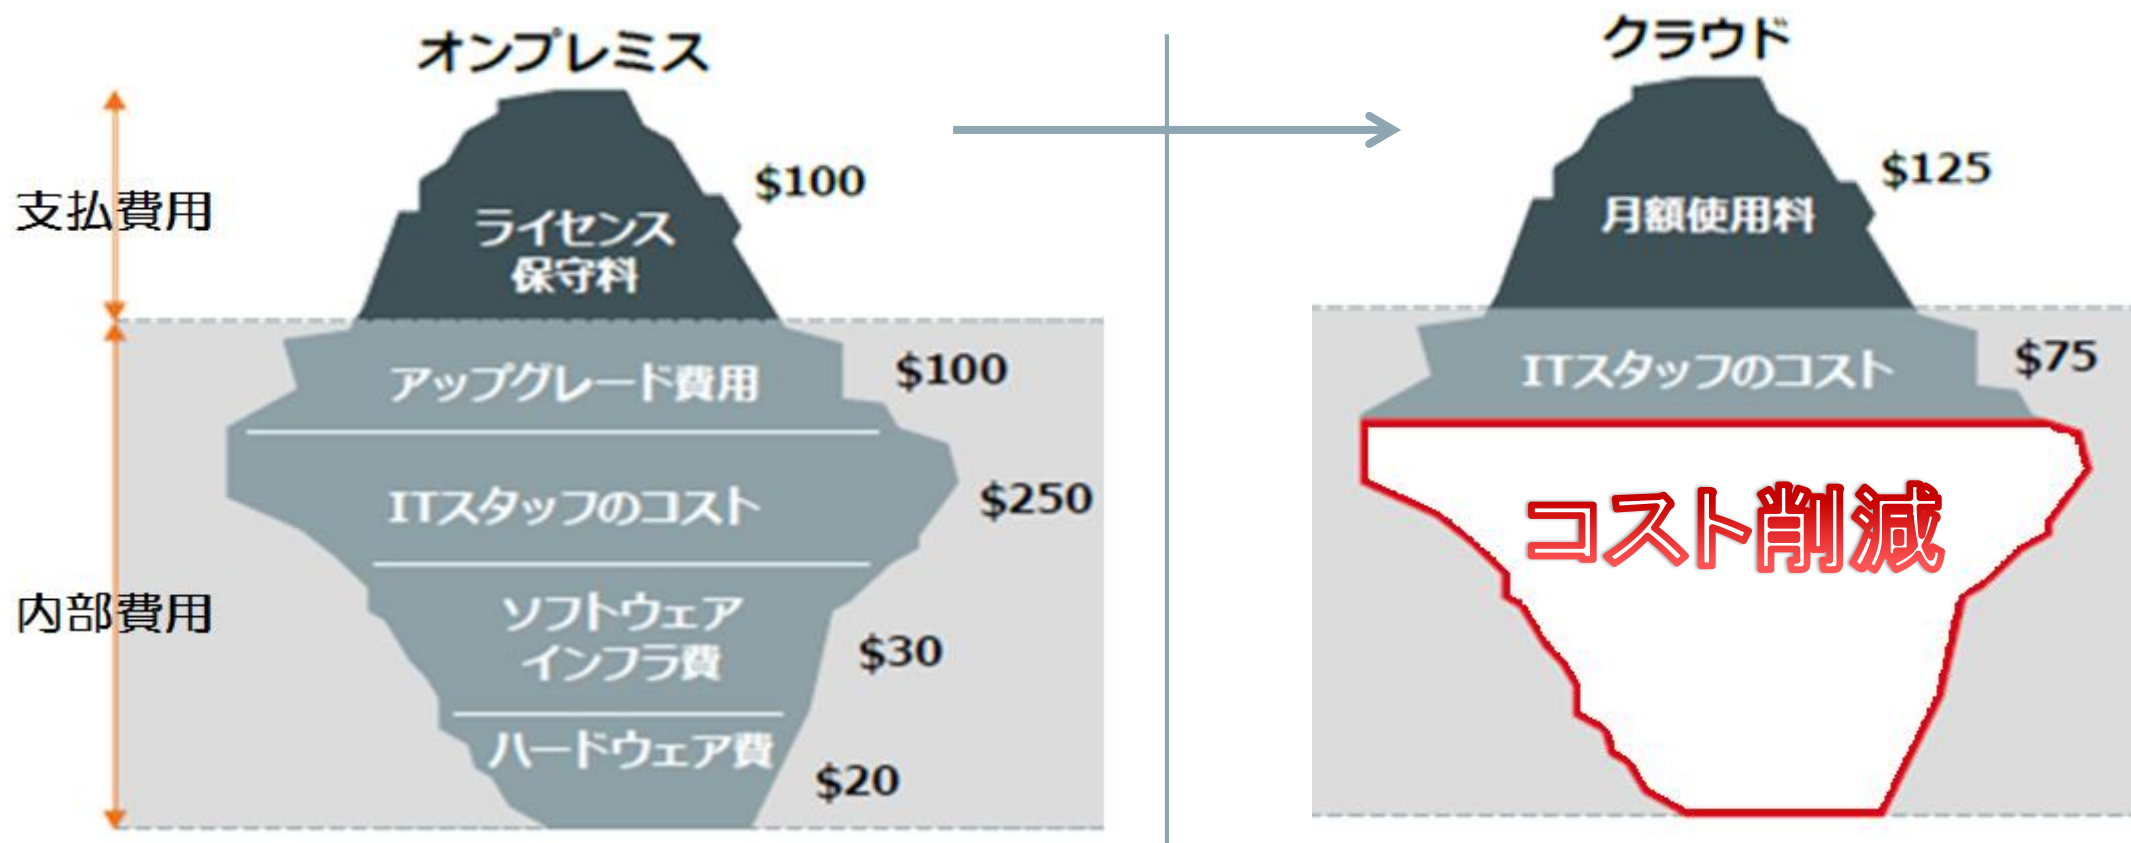 オンプレミス
支払費用
ライセンス
保守料
$100
アップグレード費用
$100
ITスタッフのコスト
$250
内部費用
ソフトウェア
インフラ費
$30
ハードウェア費
$20
クラウド
月額使用料
$125
ITスタッフのコスト
$75
コスト削減